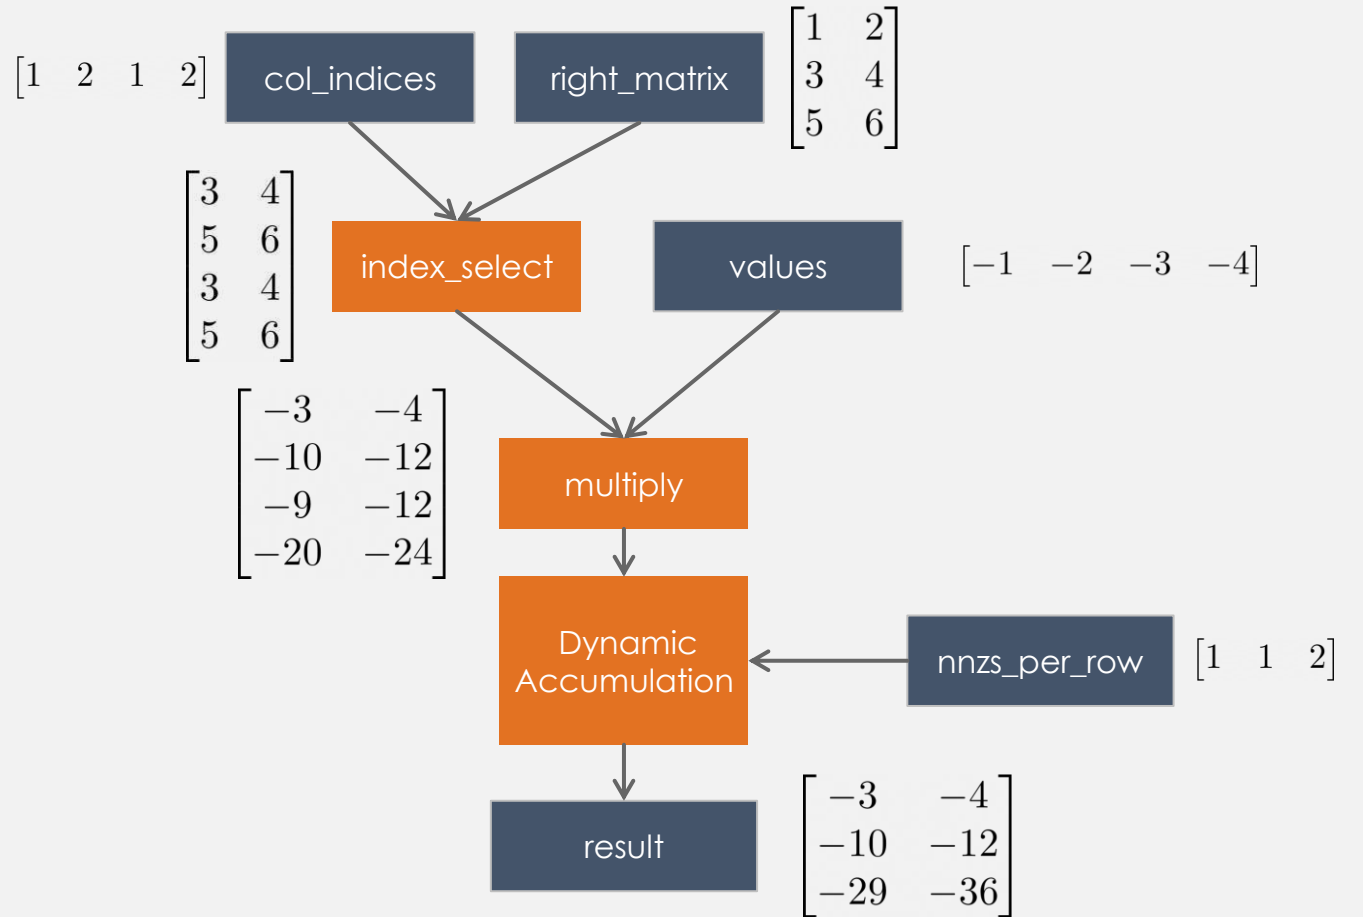 [1 2 1 2]
col_indices
right_matrix
1 2
3 4
5 6
3 4
5 6
3 4
5 6
index_select
values
[−1 −2 −3 −4]
−3 −4
−10 −12
−9 −12
−20 −24
multiply
Dynamic
Accumulation
nnzs_per_row
[1 1 2]
result
−3 −4
−10 −12
−29 −36